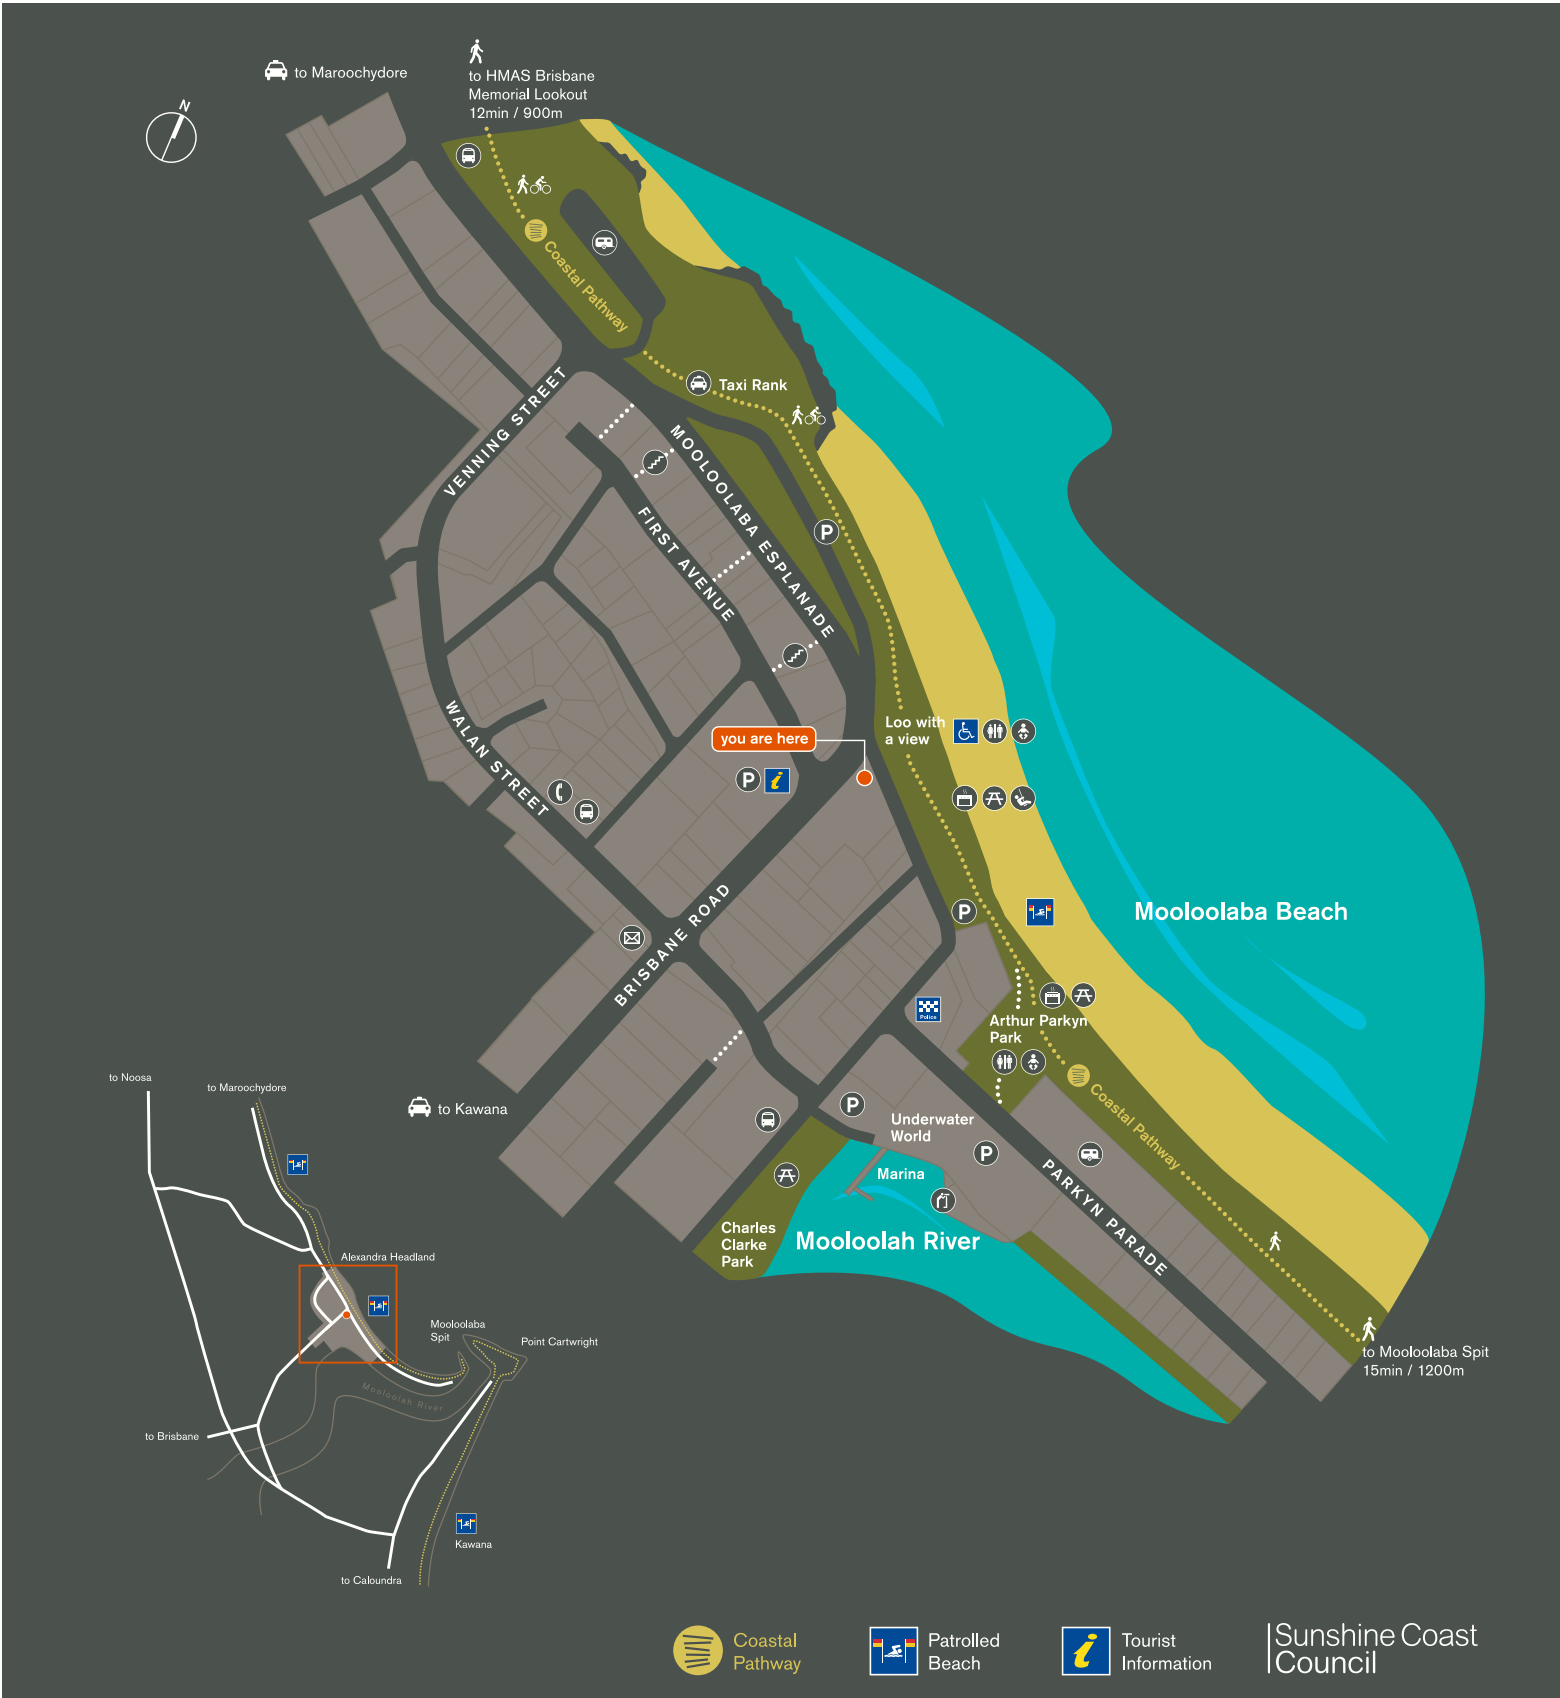 to Maroochydore
to HMAS Brisbane
Memorial Lookout
12min / 900m
N
Coastal Pathway
Taxi Rank
VENNING STREET
MOOLOOLABA ESPLANADE
FIRST AVENUE
P
WALAN STREET
Loo with
a view
you are here
P
i
BRISBANE ROAD
P
Mooloolaba Beach
Police
Arthur Parkyn
Park
Coastal Pathway
to Noosa
to Maroochydore
to Kawana
P
Underwater
World
P
Marina
PARKYN PARADE
Charles
Clarke
Park
Mooloolah River
Alexandra Headland
Mooloolaba
Spit
Point Cartwright
Mooloolah River
to Mooloolaba Spit
15min / 1200m
to Brisbane
Kawana
to Caloundra
Coastal
Pathway
Patrolled
Beach
i
Tourist
Information
Sunshine Coast
Council